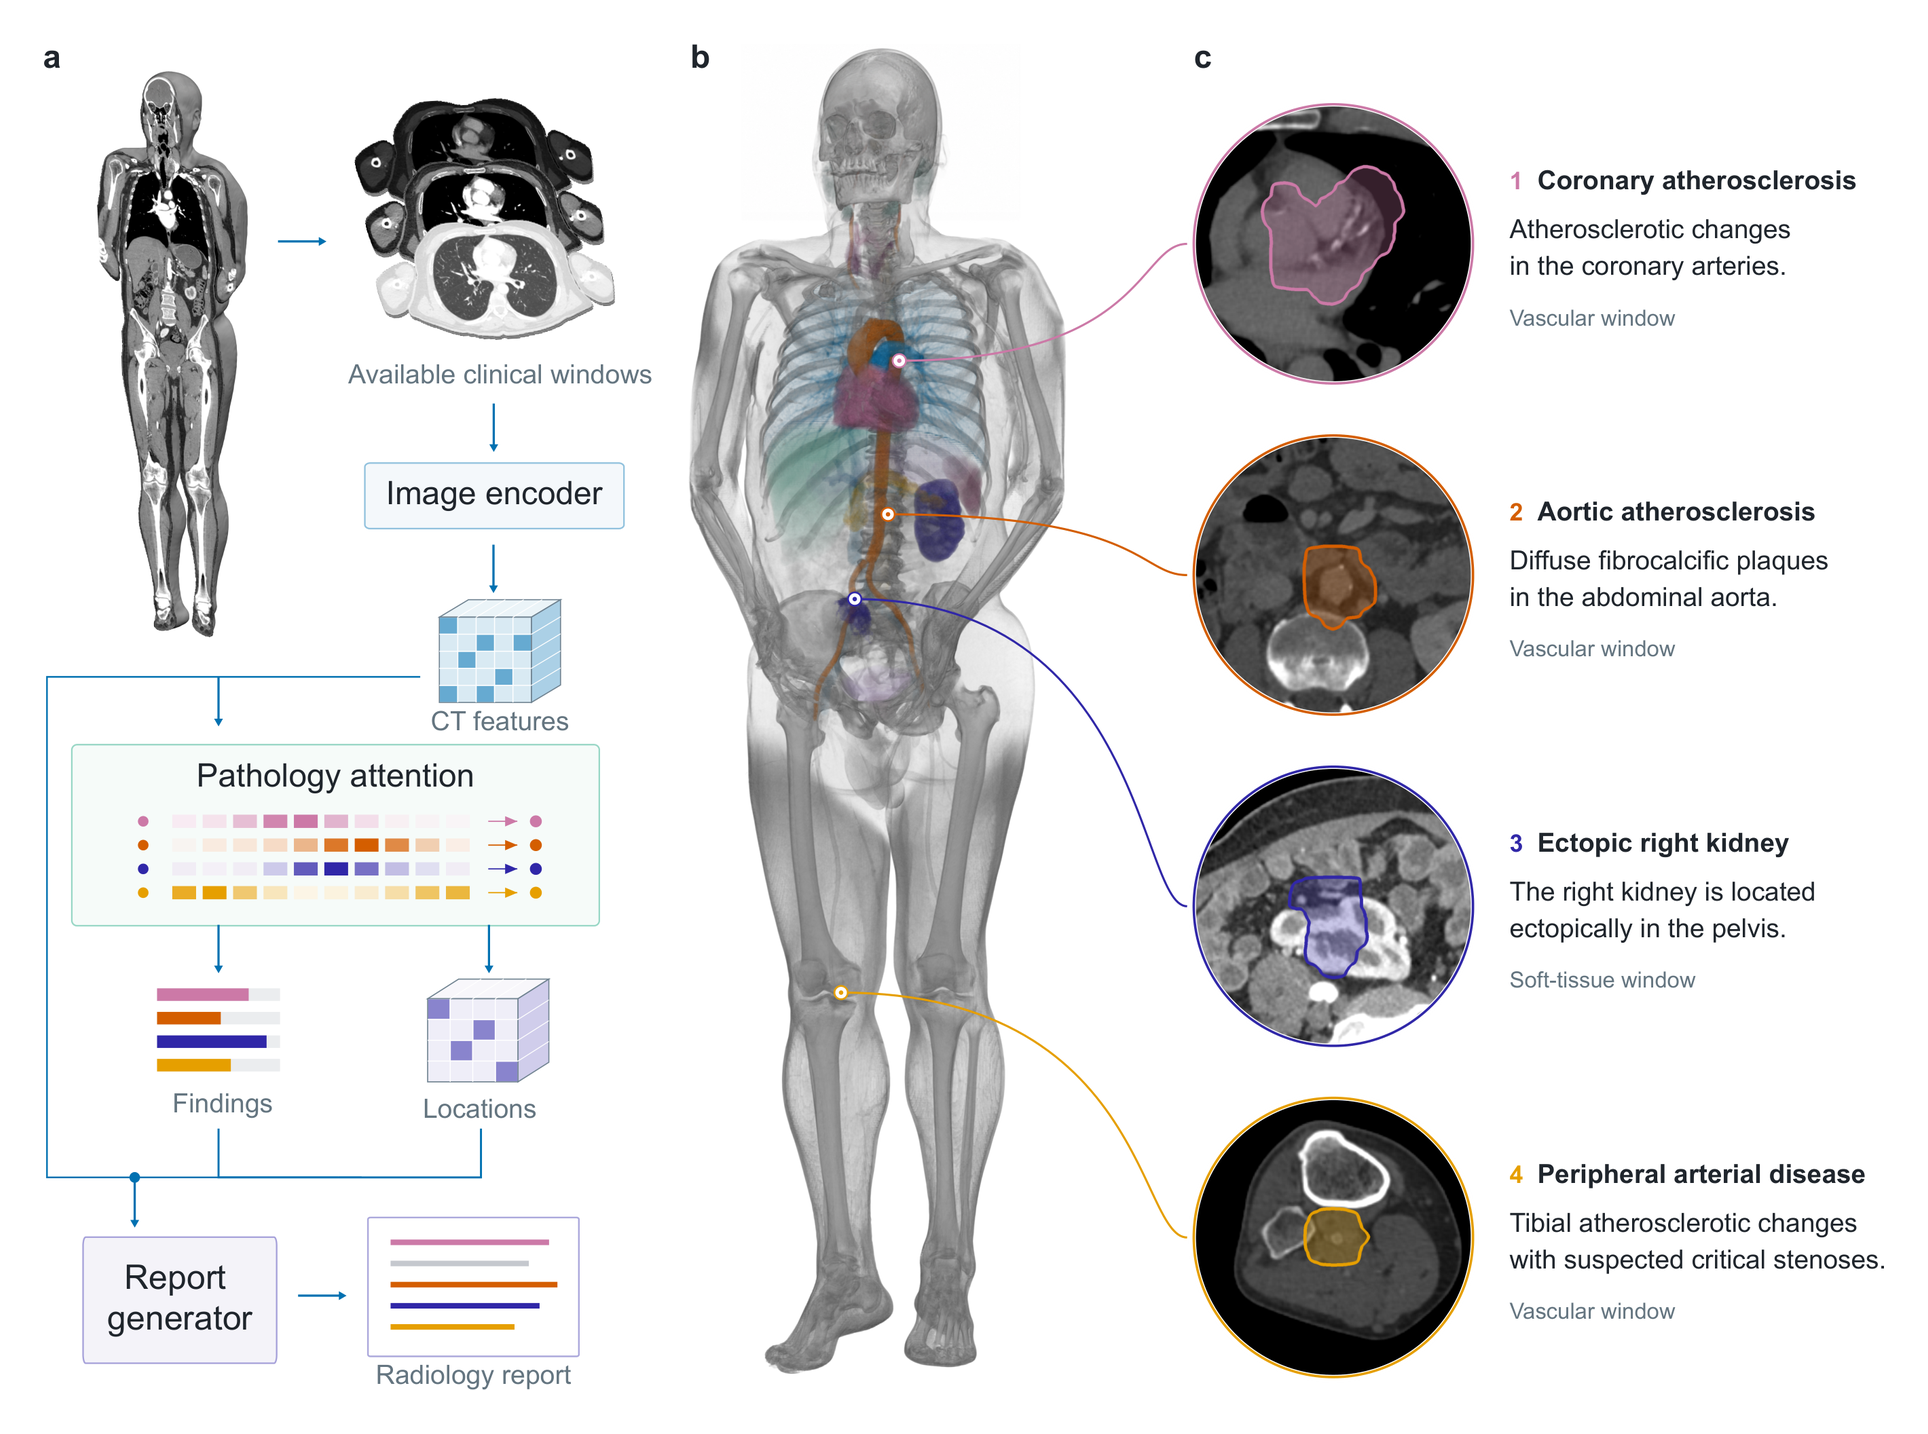 a
Available clinical windows
Image encoder
CT features
Pathology attention
Findings
Locations
Report
generator
Radiology report
b
c
1 Coronary atherosclerosis
Atherosclerotic changes
in the coronary arteries.
Vascular window
2 Aortic atherosclerosis
Diffuse fibrocalcific plaques
in the abdominal aorta.
Vascular window
3 Ectopic right kidney
The right kidney is located
ectopically in the pelvis.
Soft-tissue window
4 Peripheral arterial disease
Tibial atherosclerotic changes
with suspected critical stenoses.
Vascular window